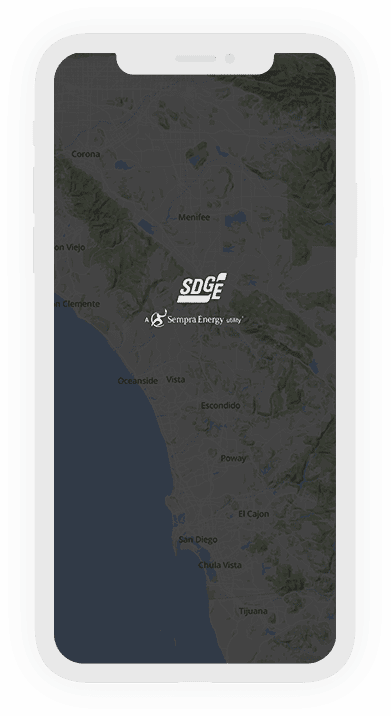 Corona
Menifee
on Viejo
SDGE
n Clemente
A Sempra Energy utility
Oceanside
Vista
Escondido
Poway
El Cajon
San Diego
Chula Vista
Tijuana